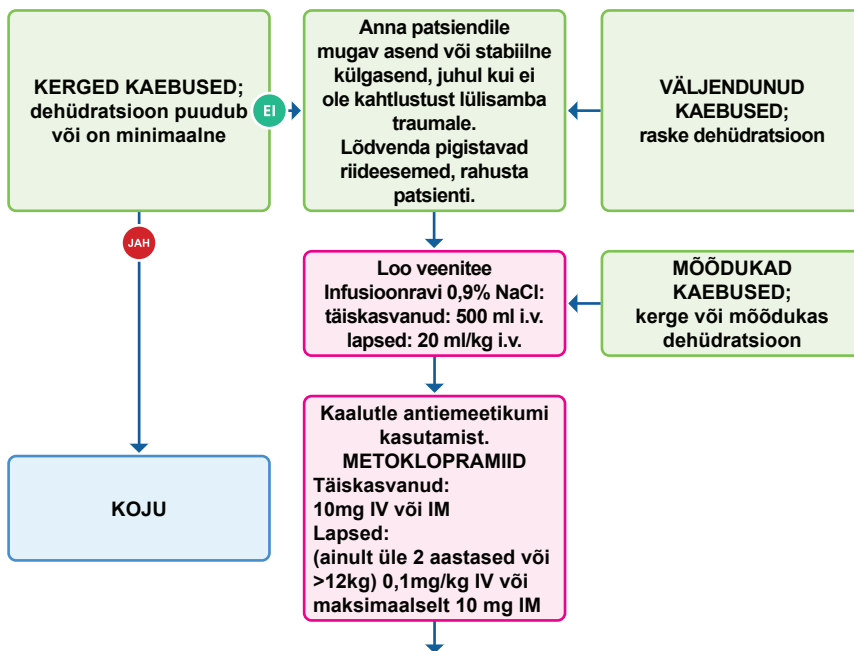 KERGED KAEBUSED;
dehüdratsioon puudub
või on minimaalne
EI
Anna patsiendile
mugav asend või stabiilne
külgasend, juhul kui ei
ole kahtlustust lülisamba
traumale.
Lõdvenda pigistavad
riideesemed, rahusta
patsienti.
VÄLJENDUNUD
KAEBUSED;
raske dehüdratsioon
JAH
Loo veenitee
Infusioonravi 0,9% NaCl:
täiskasvanud: 500 ml i.v.
lapsed: 20 ml/kg i.v.
MÕÕDUKAD
KAEBUSED;
kerge või mõõdukas
dehüdratsioon
KOJU
Kaalutle antiemeetikumi
kasutamist.
METOKLOPRAMIID
Täiskasvanud:
10mg IV või IM
Lapsed:
(ainult üle 2 aastased või
>12kg) 0,1mg/kg IV või
maksimaalselt 10 mg IM